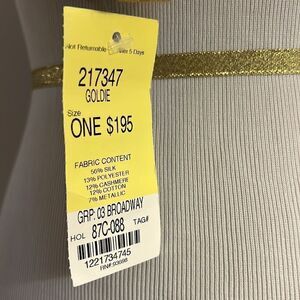 Not Returnable After 5 Days
217347
GOLDIE
Size
ONE $195
FABRIC CONTENT
56% SILK
13% POLYESTER
12% CASHMERE
12% COTTON
7% METALLIC
GRP: 03 BROADWAY
HOL 87C-088 TAG#
1221734745